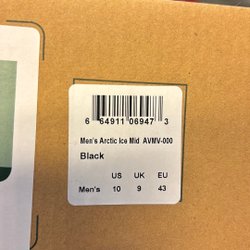 6 64911 06947 3
Men's Arctic Ice Mid AVMV-000
Black
US UK EU
Men's 10 9 43